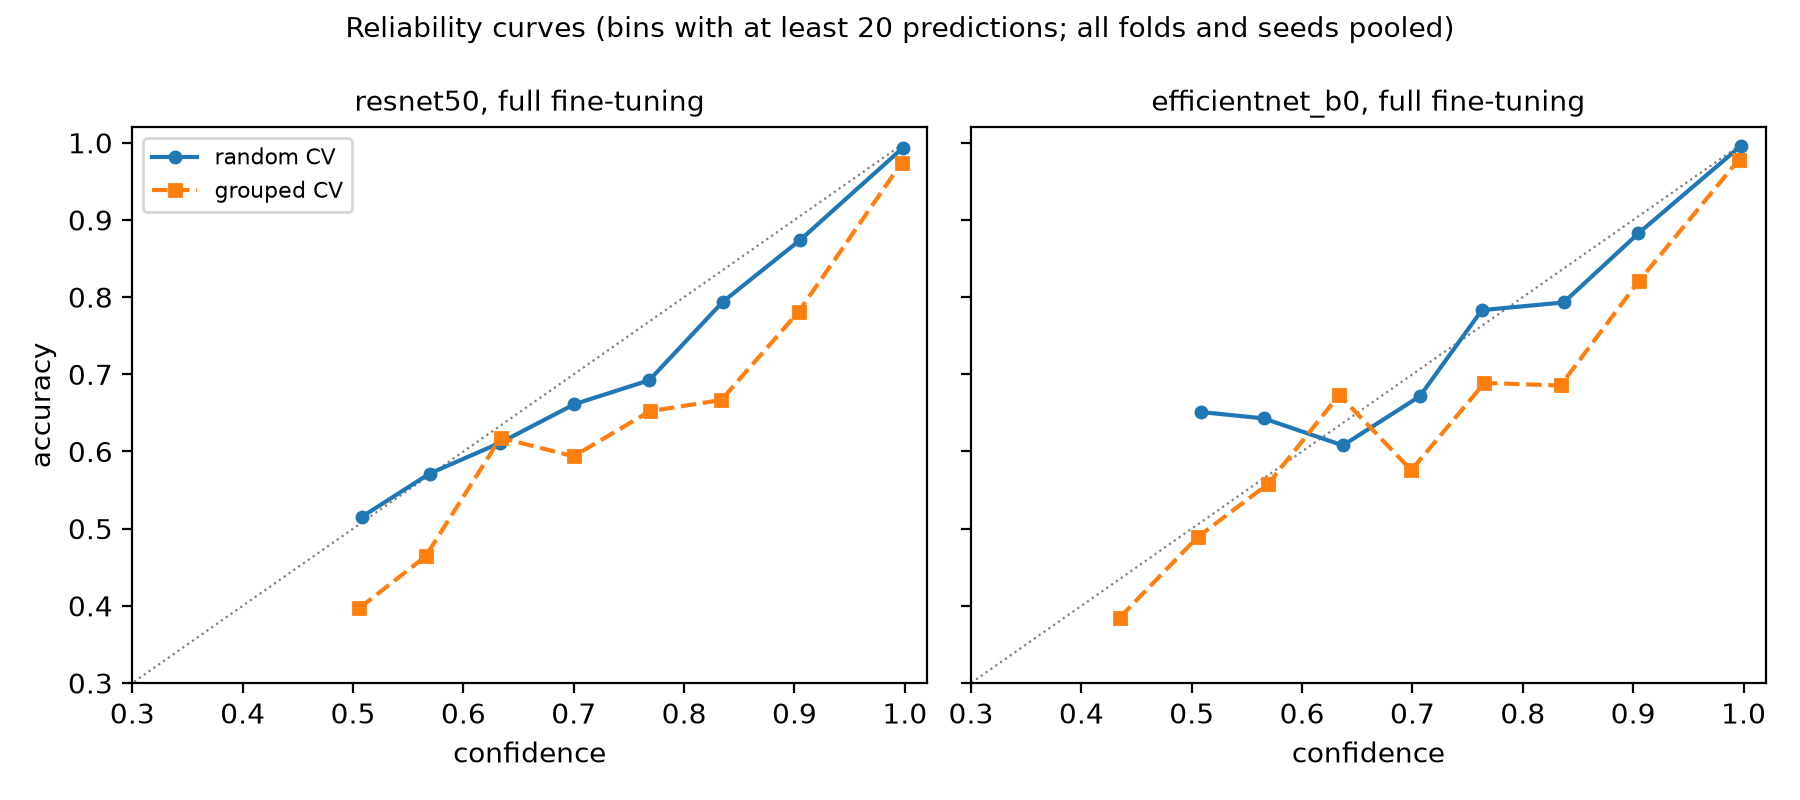 Reliability curves (bins with at least 20 predictions; all folds and seeds pooled)
resnet50, full fine-tuning
efficientnet_b0, full fine-tuning
random CV
grouped CV
accuracy
1.0
0.9
0.8
0.7
0.6
0.5
0.4
0.3
0.3 0.4 0.5 0.6 0.7 0.8 0.9 1.0
0.3 0.4 0.5 0.6 0.7 0.8 0.9 1.0
confidence
confidence